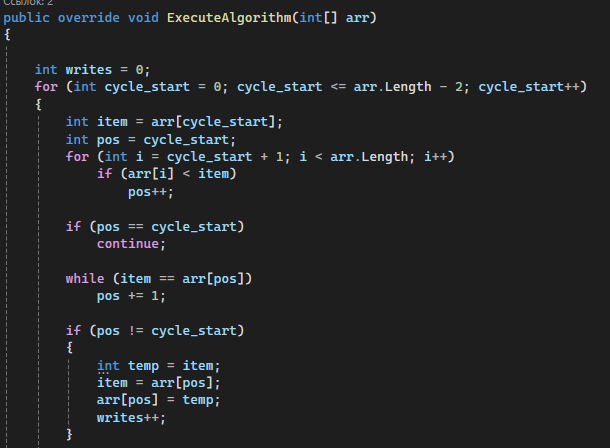 Ссылок: 2
public override void ExecuteAlgorithm(int[] arr)
{
int writes = 0;
for (int cycle_start = 0; cycle_start <= arr.Length - 2; cycle_start++)
{
int item = arr[cycle_start];
int pos = cycle_start;
for (int i = cycle_start + 1; i < arr.Length; i++)
if (arr[i] < item)
pos++;
if (pos == cycle_start)
continue;
while (item == arr[pos])
pos += 1;
if (pos != cycle_start)
{
int temp = item;
item = arr[pos];
arr[pos] = temp;
writes++;
}